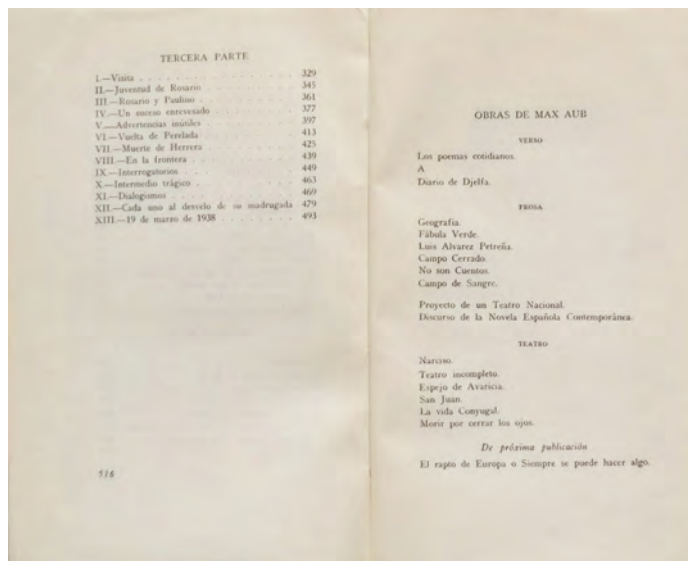 TERCERA PARTE
I.—Visita . . . . . . . . . . . . . . . 329
II.—Juventud de Rosario . . . . . . . . . 345
III.—Rosario y Paulino . . . . . . . . . . 361
IV.—Un suceso enrevesado . . . . . . . . 377
V.—Advertencias inútiles . . . . . . . . . 397
VI.—Vuelta de Perelada . . . . . . . . . 413
VII.—Muerte de Herrera . . . . . . . . . 425
VIII.—En la frontera . . . . . . . . . . . 439
IX.—Interrogatorios . . . . . . . . . . . 449
X.—Intermedio trágico . . . . . . . . . . 463
XI.—Dialogismos . . . . . . . . . . . . 469
XII.—Cada uno al desvelo de su madrugada 479
XIII.—19 de marzo de 1938 . . . . . . . . 493
516
OBRAS DE MAX AUB
VERSO
Los poemas cotidianos.
A
Diario de Djelfa.
PROSA
Geografía.
Fábula Verde.
Luis Alvarez Petreña.
Campo Cerrado.
No son Cuentos.
Campo de Sangre.
Proyecto de un Teatro Nacional.
Discurso de la Novela Española Contemporánea.
TEATRO
Narciso.
Teatro incompleto.
Espejo de Avaricia.
San Juan.
La vida Conyugal.
Morir por cerrar los ojos.
De próxima publicación
El rapto de Europa o Siempre se puede hacer algo.